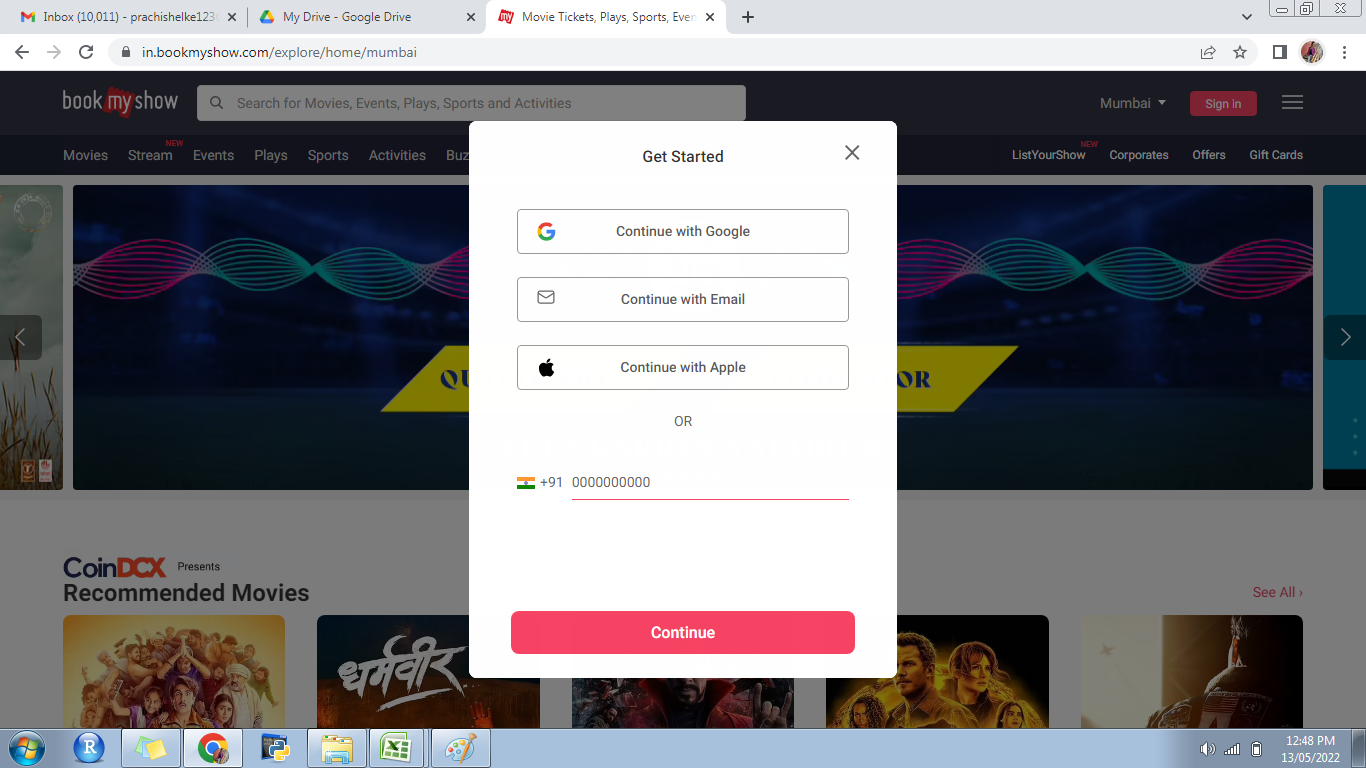 Inbox (10,011) - prachishelke123
My Drive - Google Drive
Movie Tickets, Plays, Sports, Even
in.bookmyshow.com/explore/home/mumbai
book my show
Search for Movies, Events, Plays, Sports and Activities
Mumbai
Sign in
Movies Stream NEW Events Plays Sports Activities Buz
ListYourShow NEW Corporates Offers Gift Cards
Get Started
Continue with Google
Continue with Email
Continue with Apple
OR
+91 0000000000
Continue
QU
OR
CoinDCX Presents
Recommended Movies
See All ›
धर्मवीर
12:48 PM
13/05/2022